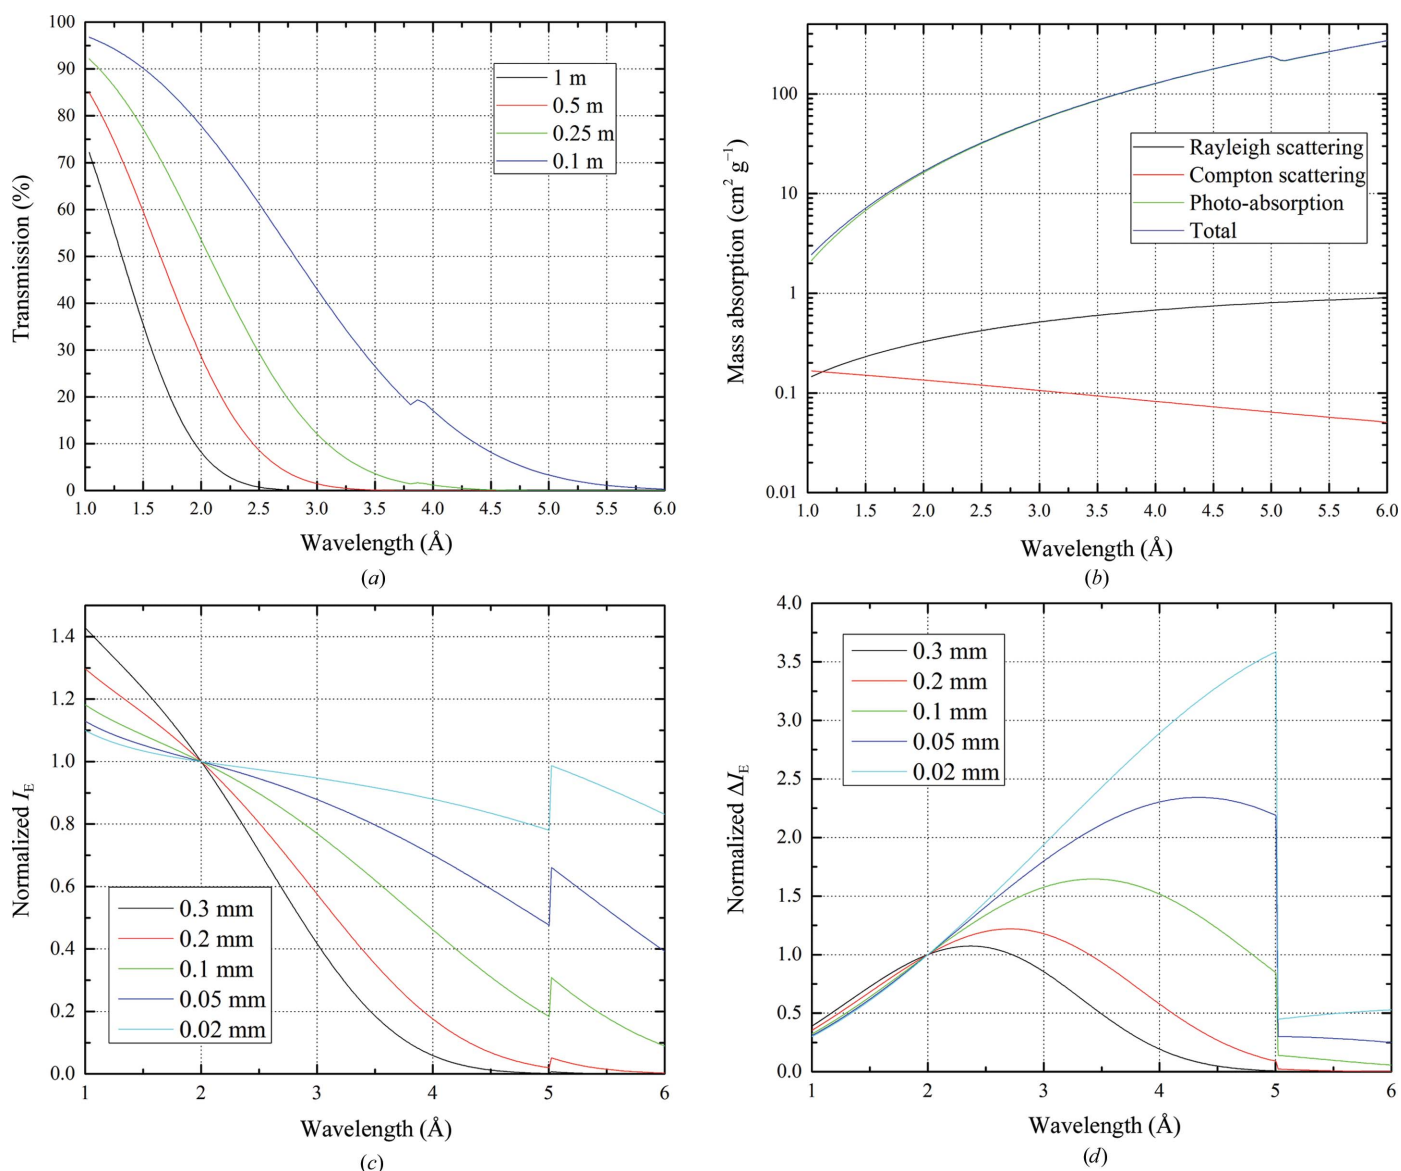 100
90
80
70
60
50
40
30
20
10
0
Transmission (%)
1 m
0.5 m
0.25 m
0.1 m
1.0 1.5 2.0 2.5 3.0 3.5 4.0 4.5 5.0 5.5 6.0
Wavelength (Å)
(a)
100
10
1
0.1
0.01
Mass absorption (cm² g⁻¹)
Rayleigh scattering
Compton scattering
Photo-absorption
Total
1.0 1.5 2.0 2.5 3.0 3.5 4.0 4.5 5.0 5.5 6.0
Wavelength (Å)
(b)
1.4
1.2
1.0
0.8
0.6
0.4
0.2
0.0
Normalized I_E
0.3 mm
0.2 mm
0.1 mm
0.05 mm
0.02 mm
1 2 3 4 5 6
Wavelength (Å)
(c)
4.0
3.5
3.0
2.5
2.0
1.5
1.0
0.5
0.0
Normalized ΔI_E
0.3 mm
0.2 mm
0.1 mm
0.05 mm
0.02 mm
1 2 3 4 5 6
Wavelength (Å)
(d)